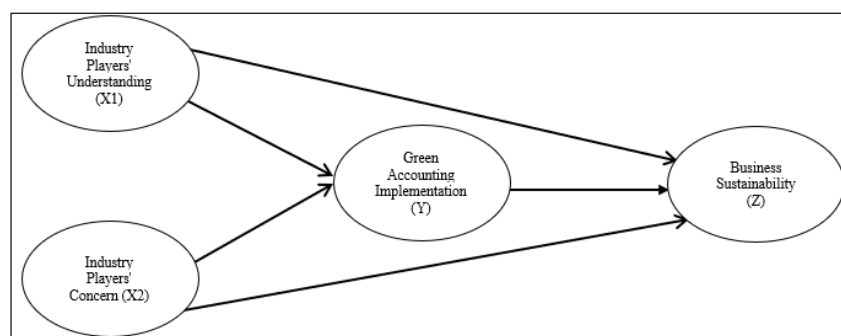 Industry
Players'
Understanding
(X1)
Green
Accounting
Implementation
(Y)
Business
Sustainability
(Z)
Industry
Players'
Concern (X2)